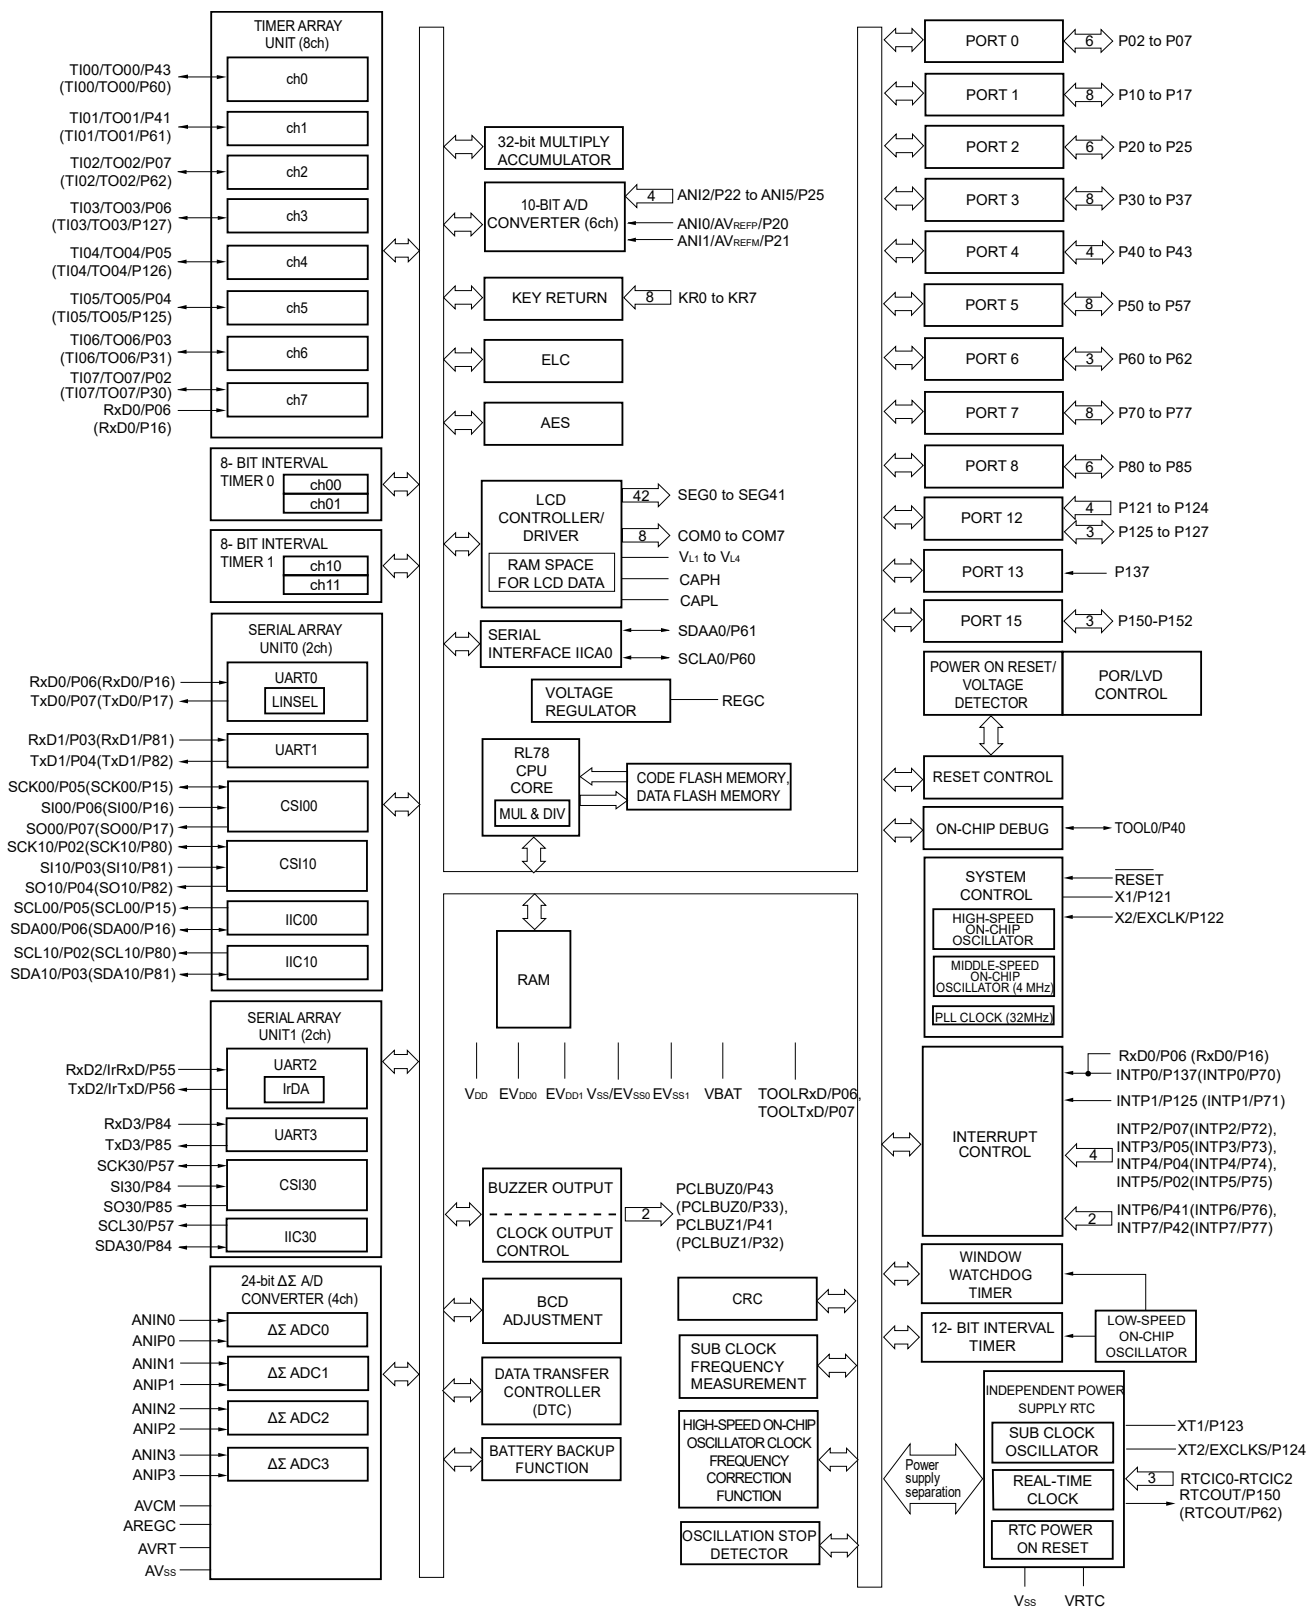 TIMER ARRAY
UNIT (8ch)
TI00/TO00/P43
(TI00/TO00/P60)
ch0
TI01/TO01/P41
(TI01/TO01/P61)
ch1
TI02/TO02/P07
(TI02/TO02/P62)
ch2
TI03/TO03/P06
(TI03/TO03/P127)
ch3
TI04/TO04/P05
(TI04/TO04/P126)
ch4
TI05/TO05/P04
(TI05/TO05/P125)
ch5
TI06/TO06/P03
(TI06/TO06/P31)
ch6
TI07/TO07/P02
(TI07/TO07/P30)
RxD0/P06
(RxD0/P16)
ch7
8- BIT INTERVAL
TIMER 0
ch00
ch01
8- BIT INTERVAL
TIMER 1
ch10
ch11
SERIAL ARRAY
UNIT0 (2ch)
RxD0/P06(RxD0/P16)
TxD0/P07(TxD0/P17)
UART0
LINSEL
RxD1/P03(RxD1/P81)
TxD1/P04(TxD1/P82)
UART1
SCK00/P05(SCK00/P15)
SI00/P06(SI00/P16)
SO00/P07(SO00/P17)
CSI00
SCK10/P02(SCK10/P80)
SI10/P03(SI10/P81)
SO10/P04(SO10/P82)
CSI10
SCL00/P05(SCL00/P15)
SDA00/P06(SDA00/P16)
IIC00
SCL10/P02(SCL10/P80)
SDA10/P03(SDA10/P81)
IIC10
SERIAL ARRAY
UNIT1 (2ch)
RxD2/IrRxD/P55
TxD2/IrTxD/P56
UART2
IrDA
RxD3/P84
TxD3/P85
UART3
SCK30/P57
SI30/P84
SO30/P85
CSI30
SCL30/P57
SDA30/P84
IIC30
24-bit ΔΣ A/D
CONVERTER (4ch)
ANIN0
ANIP0
ΔΣ ADC0
ANIN1
ANIP1
ΔΣ ADC1
ANIN2
ANIP2
ΔΣ ADC2
ANIN3
ANIP3
ΔΣ ADC3
AVCM
AREGC
AVRT
AVss
32-bit MULTIPLY
ACCUMULATOR
10-BIT A/D
CONVERTER (6ch)
4
ANI2/P22 to ANI5/P25
ANI0/AVREFP/P20
ANI1/AVREFM/P21
KEY RETURN
8
KR0 to KR7
ELC
AES
LCD
CONTROLLER/
DRIVER
RAM SPACE
FOR LCD DATA
42
SEG0 to SEG41
8
COM0 to COM7
VL1 to VL4
CAPH
CAPL
SERIAL
INTERFACE IICA0
SDAA0/P61
SCLA0/P60
VOLTAGE
REGULATOR
REGC
RL78
CPU
CORE
MUL & DIV
CODE FLASH MEMORY,
DATA FLASH MEMORY
RAM
VDD
EVDD0
EVDD1
Vss/EVSS0
EVSS1
VBAT
TOOLRxD/P06,
TOOLTxD/P07
BUZZER OUTPUT
CLOCK OUTPUT
CONTROL
2
PCLBUZ0/P43
(PCLBUZ0/P33),
PCLBUZ1/P41
(PCLBUZ1/P32)
BCD
ADJUSTMENT
DATA TRANSFER
CONTROLLER
(DTC)
BATTERY BACKUP
FUNCTION
CRC
SUB CLOCK
FREQUENCY
MEASUREMENT
HIGH-SPEED ON-CHIP
OSCILLATOR CLOCK
FREQUENCY
CORRECTION
FUNCTION
OSCILLATION STOP
DETECTOR
PORT 0
6
P02 to P07
PORT 1
8
P10 to P17
PORT 2
6
P20 to P25
PORT 3
8
P30 to P37
PORT 4
4
P40 to P43
PORT 5
8
P50 to P57
PORT 6
3
P60 to P62
PORT 7
8
P70 to P77
PORT 8
6
P80 to P85
PORT 12
4
P121 to P124
3
P125 to P127
PORT 13
P137
PORT 15
3
P150-P152
POWER ON RESET/
VOLTAGE
DETECTOR
POR/LVD
CONTROL
RESET CONTROL
ON-CHIP DEBUG
TOOL0/P40
SYSTEM
CONTROL
RESET
X1/P121
X2/EXCLK/P122
HIGH-SPEED
ON-CHIP
OSCILLATOR
MIDDLE-SPEED
ON-CHIP
OSCILLATOR (4 MHz)
PLL CLOCK (32MHz)
INTERRUPT
CONTROL
RxD0/P06 (RxD0/P16)
INTP0/P137(INTP0/P70)
INTP1/P125 (INTP1/P71)
4
INTP2/P07(INTP2/P72),
INTP3/P05(INTP3/P73),
INTP4/P04(INTP4/P74),
INTP5/P02(INTP5/P75)
2
INTP6/P41(INTP6/P76),
INTP7/P42(INTP7/P77)
WINDOW
WATCHDOG
TIMER
12- BIT INTERVAL
TIMER
LOW-SPEED
ON-CHIP
OSCILLATOR
Power
supply
separation
INDEPENDENT POWER
SUPPLY RTC
SUB CLOCK
OSCILLATOR
REAL-TIME
CLOCK
RTC POWER
ON RESET
XT1/P123
XT2/EXCLKS/P124
3
RTCIC0-RTCIC2
RTCOUT/P150
(RTCOUT/P62)
Vss
VRTC